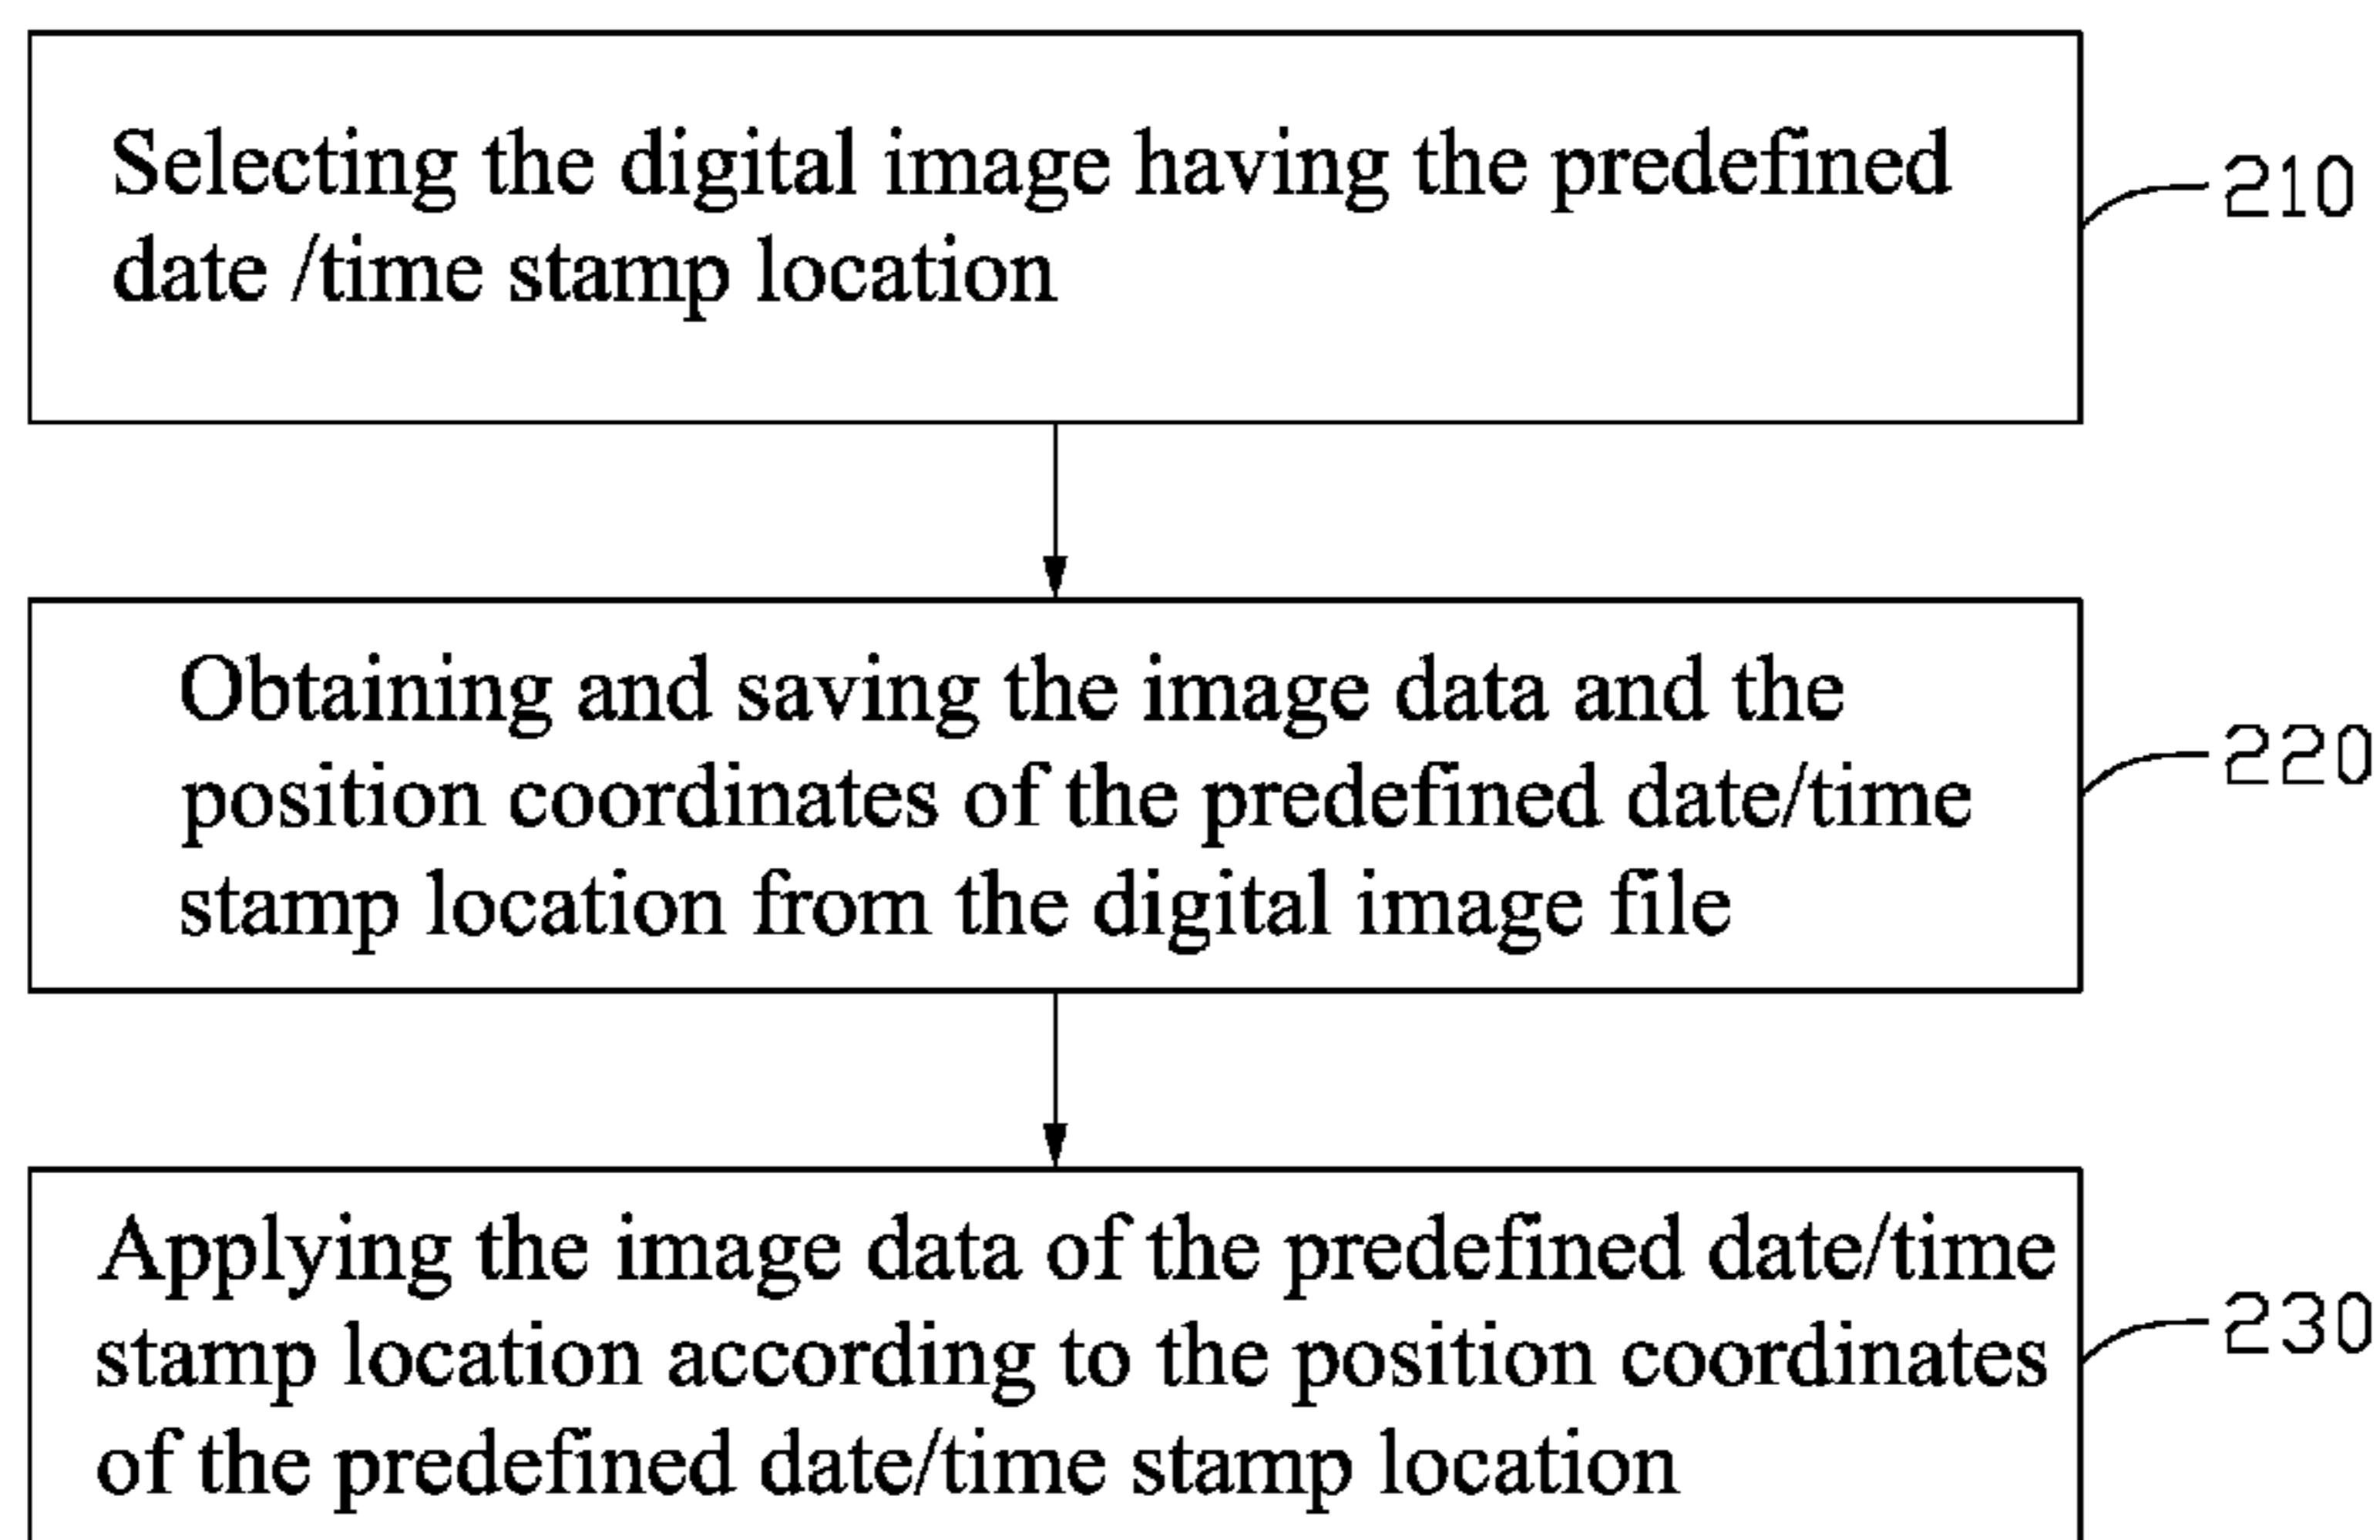 Selecting the digital image having the predefined
date /time stamp location
210
Obtaining and saving the image data and the
position coordinates of the predefined date/time
stamp location from the digital image file
220
Applying the image data of the predefined date/time
stamp location according to the position coordinates
of the predefined date/time stamp location
230